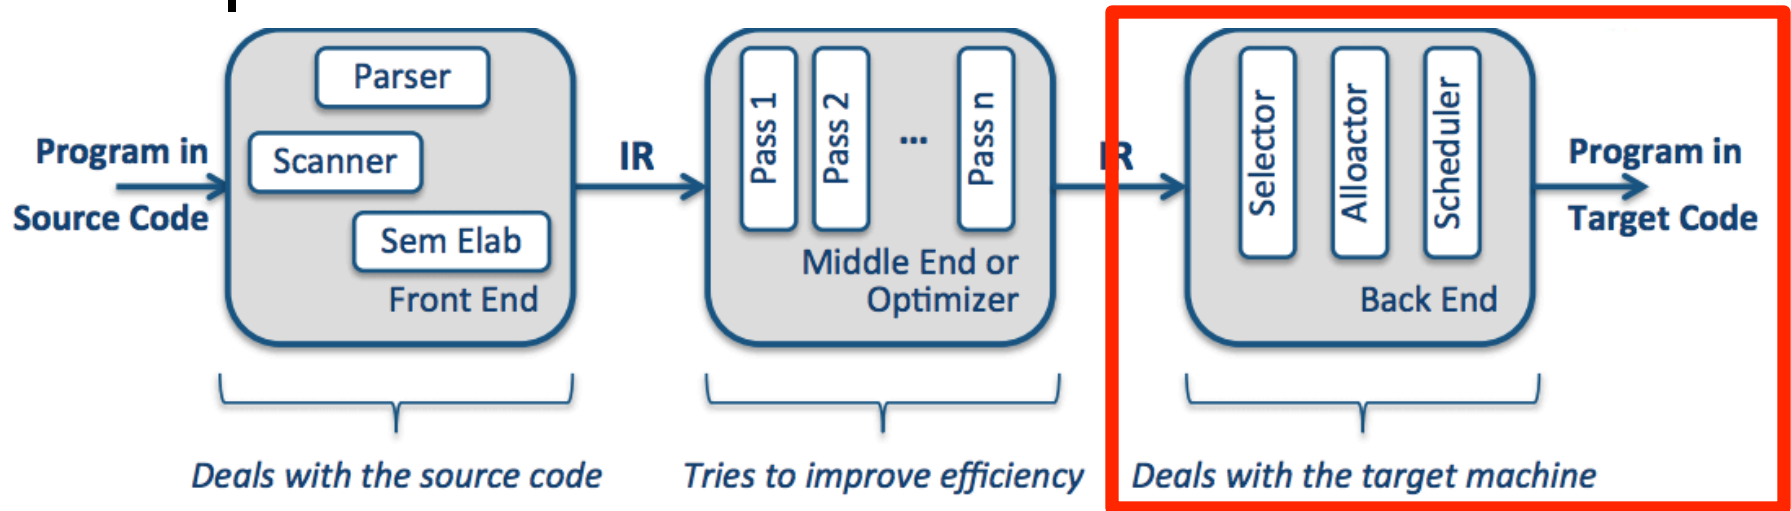 Program in
Source Code
Parser
Scanner
Sem Elab
Front End
IR
Pass 1
Pass 2
...
Pass n
Middle End or
Optimizer
IR
Selector
Alloactor
Scheduler
Back End
Program in
Target Code
Deals with the source code
Tries to improve efficiency
Deals with the target machine